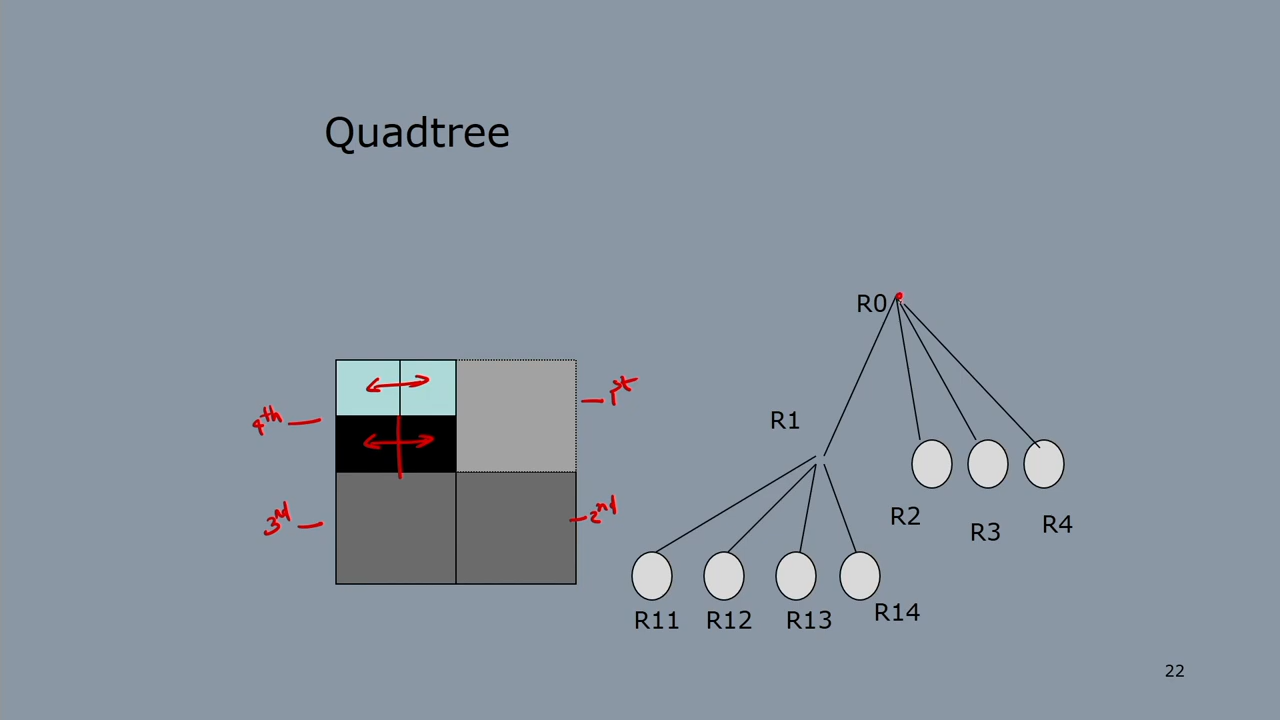 Quadtree
R0
1st
4th
R1
2nd
3rd
R2
R3
R4
R11
R12
R13
R14
22